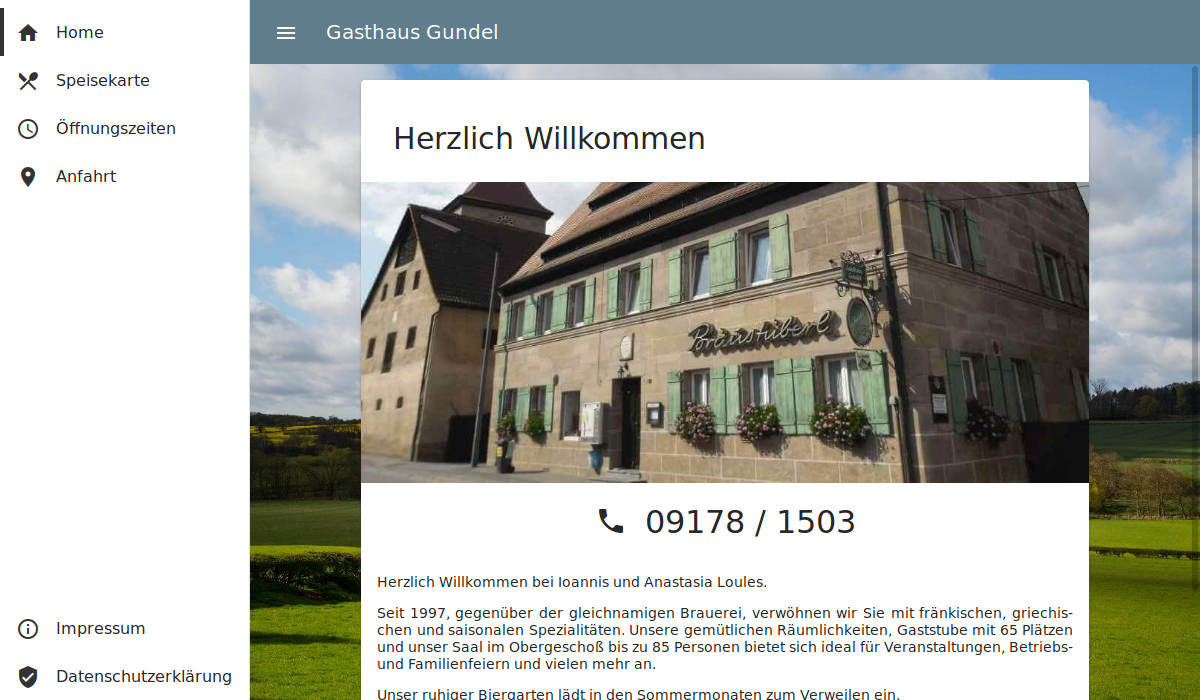 Home
Speisekarte
Öffnungszeiten
Anfahrt
Impressum
Datenschutzerklärung
Gasthaus Gundel
Herzlich Willkommen
Bräustüberl
09178 / 1503
Herzlich Willkommen bei Ioannis und Anastasia Loules.
Seit 1997, gegenüber der gleichnamigen Brauerei, verwöhnen wir Sie mit fränkischen, griechis-
chen und saisonalen Spezialitäten. Unsere gemütlichen Räumlichkeiten, Gaststube mit 65 Plätzen
und unser Saal im Obergeschoß bis zu 85 Personen bietet sich ideal für Veranstaltungen, Betriebs-
und Familienfeiern und vielen mehr an.
Unser ruhiger Biergarten lädt in den Sommermonaten zum Verweilen ein.